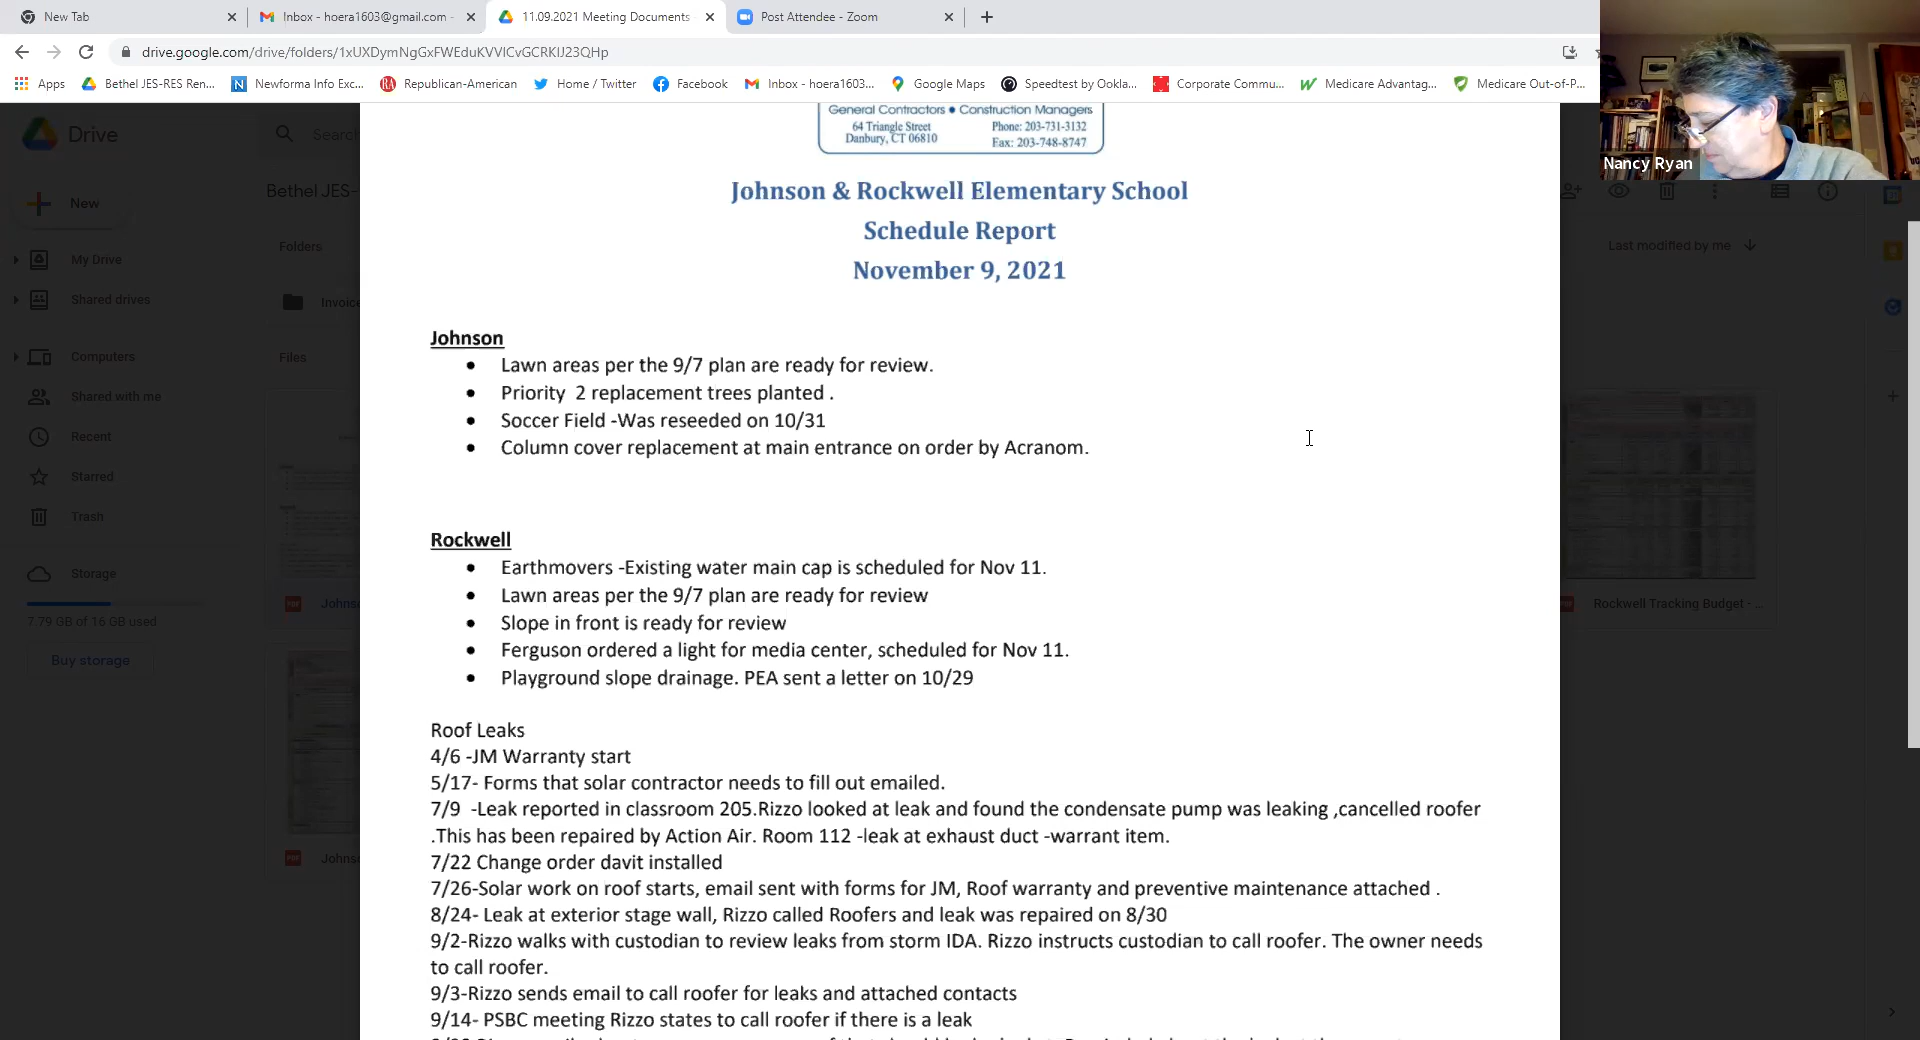 New Tab
Inbox - hoera1603@gmail.com -
11.09.2021 Meeting Documents
Post Attendee - Zoom
drive.google.com/drive/folders/1xUXDymNgGxFWEduKVVlCvGCRKIJ23QHp
Apps
Bethel JES-RES Ren...
Newforma Info Exc...
Republican-American
Home / Twitter
Facebook
Inbox - hoera1603...
Google Maps
Speedtest by Ookla...
Corporate Commu...
Medicare Advantag...
Medicare Out-of-P...
Nancy Ryan
Drive
Search
New
Bethel JES-
My Drive
Shared drives
Computers
Shared with me
Recent
Starred
Trash
Storage
7.79 GB of 16 GB used
Buy storage
Folders
Invoice
Files
Johns
Johns
Last modified by me
Rockwell Tracking Budget - ...
General Contractors • Construction Managers
64 Triangle Street Phone: 203-731-3132
Danbury, CT 06810 Fax: 203-748-8747
Johnson & Rockwell Elementary School
Schedule Report
November 9, 2021
Johnson
• Lawn areas per the 9/7 plan are ready for review.
• Priority 2 replacement trees planted .
• Soccer Field -Was reseeded on 10/31
• Column cover replacement at main entrance on order by Acranom.
Rockwell
• Earthmovers -Existing water main cap is scheduled for Nov 11.
• Lawn areas per the 9/7 plan are ready for review
• Slope in front is ready for review
• Ferguson ordered a light for media center, scheduled for Nov 11.
• Playground slope drainage. PEA sent a letter on 10/29
Roof Leaks
4/6 -JM Warranty start
5/17- Forms that solar contractor needs to fill out emailed.
7/9 -Leak reported in classroom 205.Rizzo looked at leak and found the condensate pump was leaking ,cancelled roofer
.This has been repaired by Action Air. Room 112 -leak at exhaust duct -warrant item.
7/22 Change order davit installed
7/26-Solar work on roof starts, email sent with forms for JM, Roof warranty and preventive maintenance attached .
8/24- Leak at exterior stage wall, Rizzo called Roofers and leak was repaired on 8/30
9/2-Rizzo walks with custodian to review leaks from storm IDA. Rizzo instructs custodian to call roofer. The owner needs
to call roofer.
9/3-Rizzo sends email to call roofer for leaks and attached contacts
9/14- PSBC meeting Rizzo states to call roofer if there is a leak